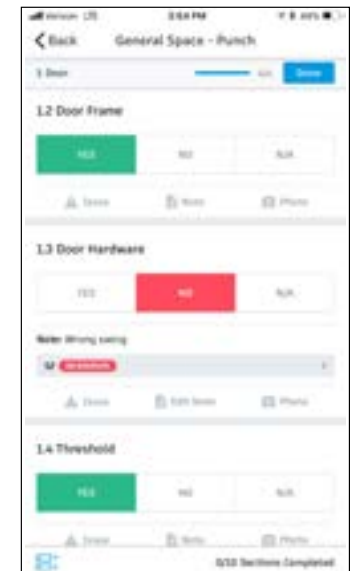 Back General Space - Punch
1 Door
1.2 Door Frame
YES NO N/A
Issue Note Photo
1.3 Door Hardware
YES NO N/A
Note: Wrong swing
Issue Edit Note Photo
1.4 Threshold
YES NO N/A
Issue Note Photo
0/10 Sections Completed